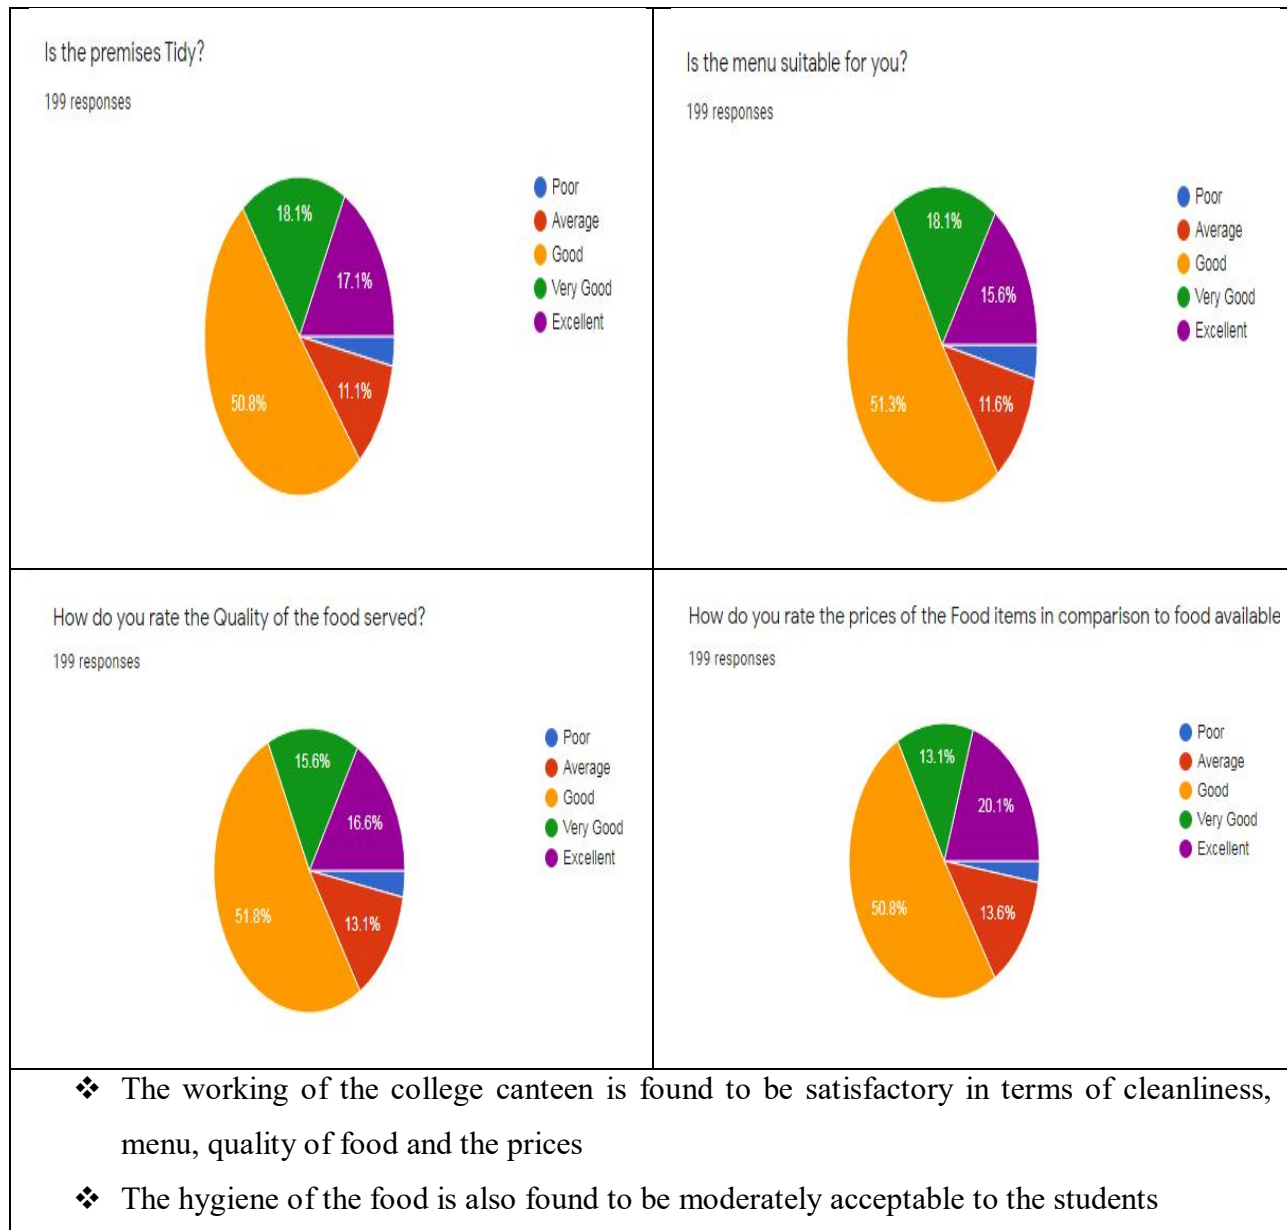 Is the premises Tidy?
199 responses
18.1%
17.1%
50.8%
11.1%
Poor
Average
Good
Very Good
Excellent
Is the menu suitable for you?
199 responses
18.1%
15.6%
51.3%
11.6%
Poor
Average
Good
Very Good
Excellent
How do you rate the Quality of the food served?
199 responses
15.6%
16.6%
51.8%
13.1%
Poor
Average
Good
Very Good
Excellent
How do you rate the prices of the Food items in comparison to food available
199 responses
13.1%
20.1%
50.8%
13.6%
Poor
Average
Good
Very Good
Excellent
❖ The working of the college canteen is found to be satisfactory in terms of cleanliness,
menu, quality of food and the prices
❖ The hygiene of the food is also found to be moderately acceptable to the students